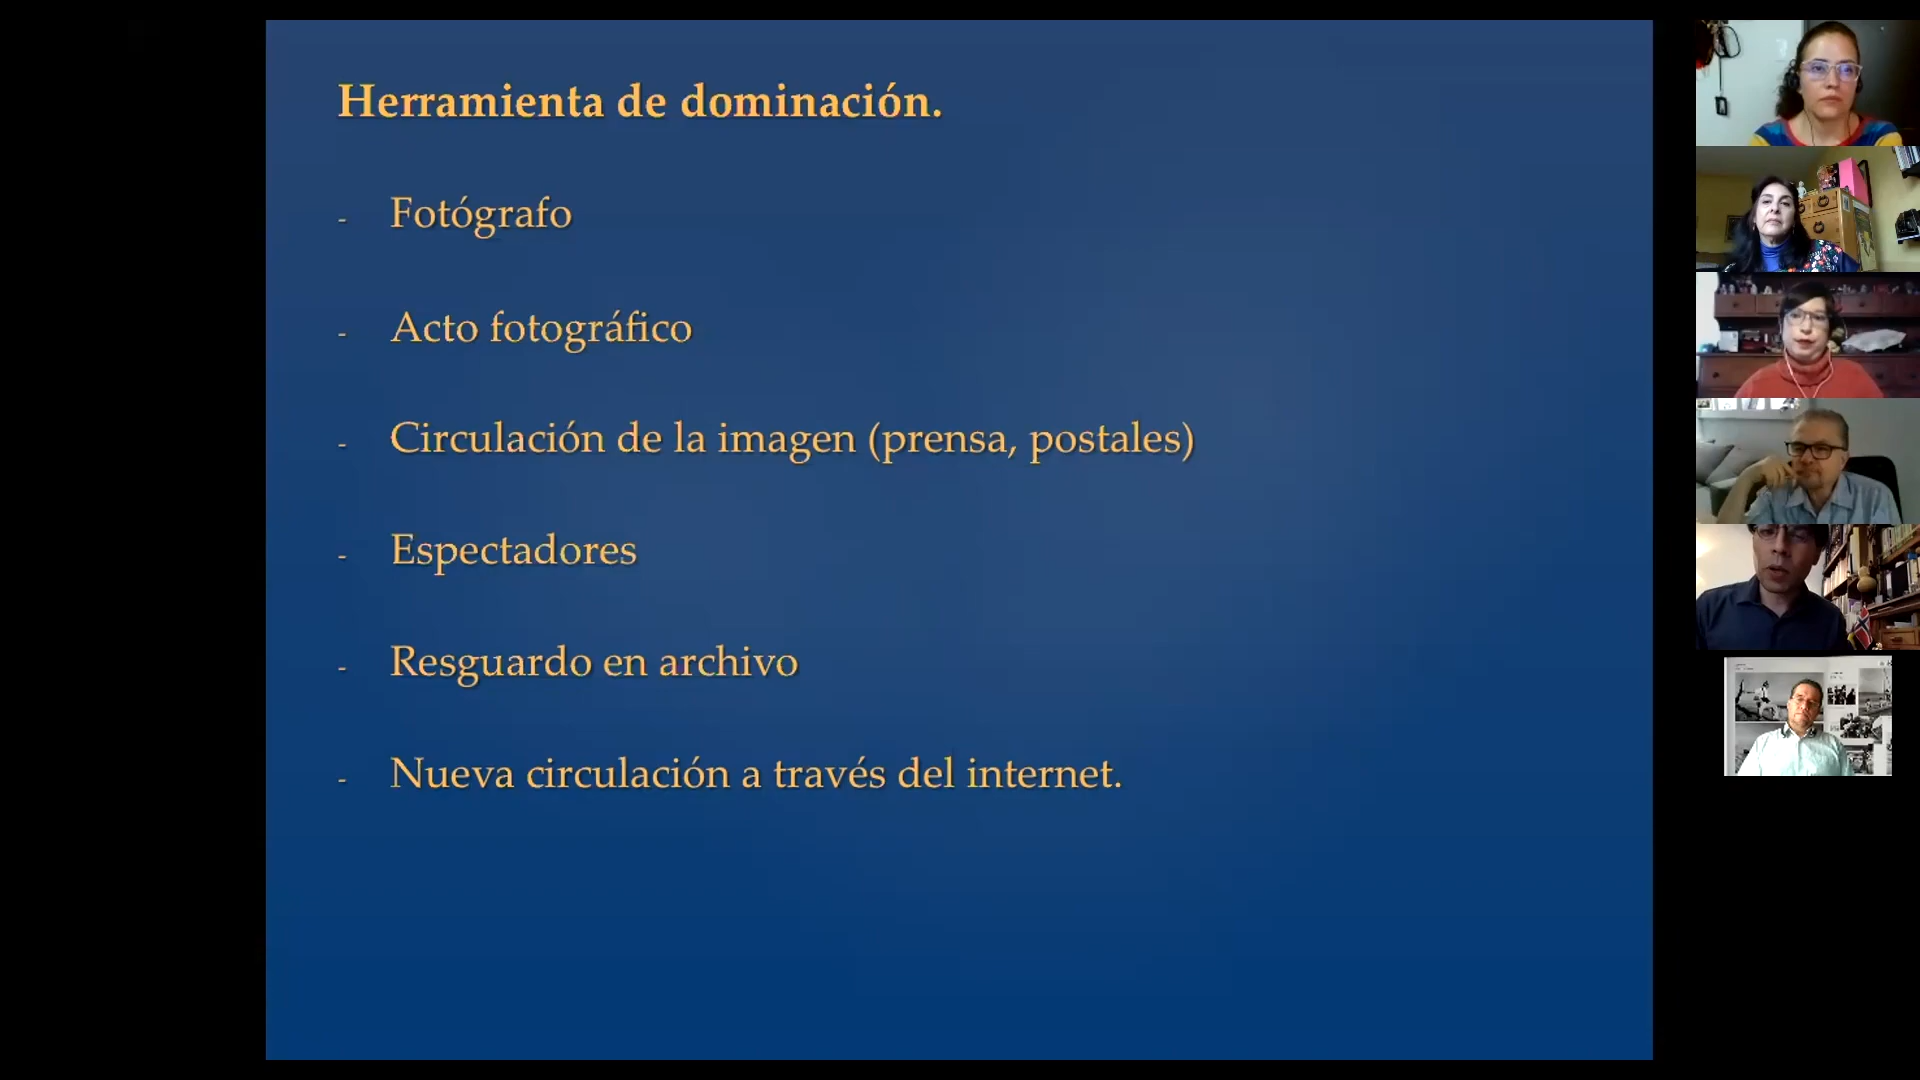 Herramienta de dominación.
- Fotógrafo
- Acto fotográfico
- Circulación de la imagen (prensa, postales)
- Espectadores
- Resguardo en archivo
- Nueva circulación a través del internet.